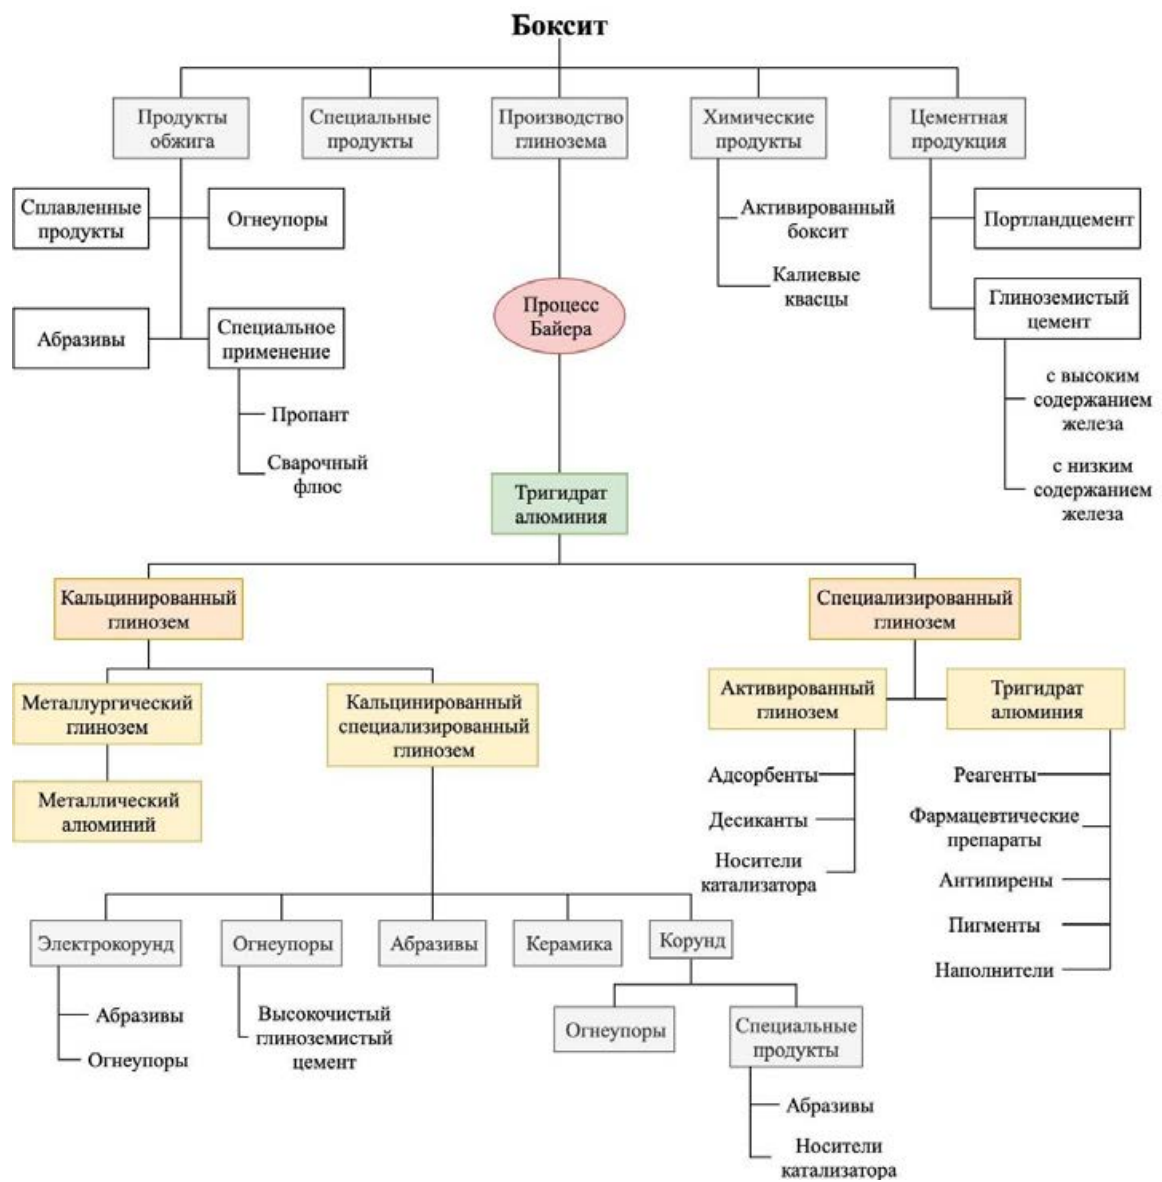 Боксит
Продукты
обжига
Специальные
продукты
Производство
глинозема
Химические
продукты
Цементная
продукция
Сплавленные
продукты
Огнеупоры
Абразивы
Специальное
применение
Пропант
Сварочный
флюс
Процесс
Байера
Активированный
боксит
Калиевые
квасцы
Портландцемент
Глиноземистый
цемент
с высоким
содержанием
железа
с низким
содержанием
железа
Тригидрат
алюминия
Кальцинированный
глинозем
Специализированный
глинозем
Металлургический
глинозем
Металлический
алюминий
Кальцинированный
специализированный
глинозем
Активированный
глинозем
Тригидрат
алюминия
Адсорбенты
Десиканты
Носители
катализатора
Реагенты
Фармацевтические
препараты
Антипирены
Пигменты
Наполнители
Электрокорунд
Огнеупоры
Абразивы
Керамика
Корунд
Абразивы
Огнеупоры
Высокочистый
глиноземистый
цемент
Огнеупоры
Специальные
продукты
Абразивы
Носители
катализатора